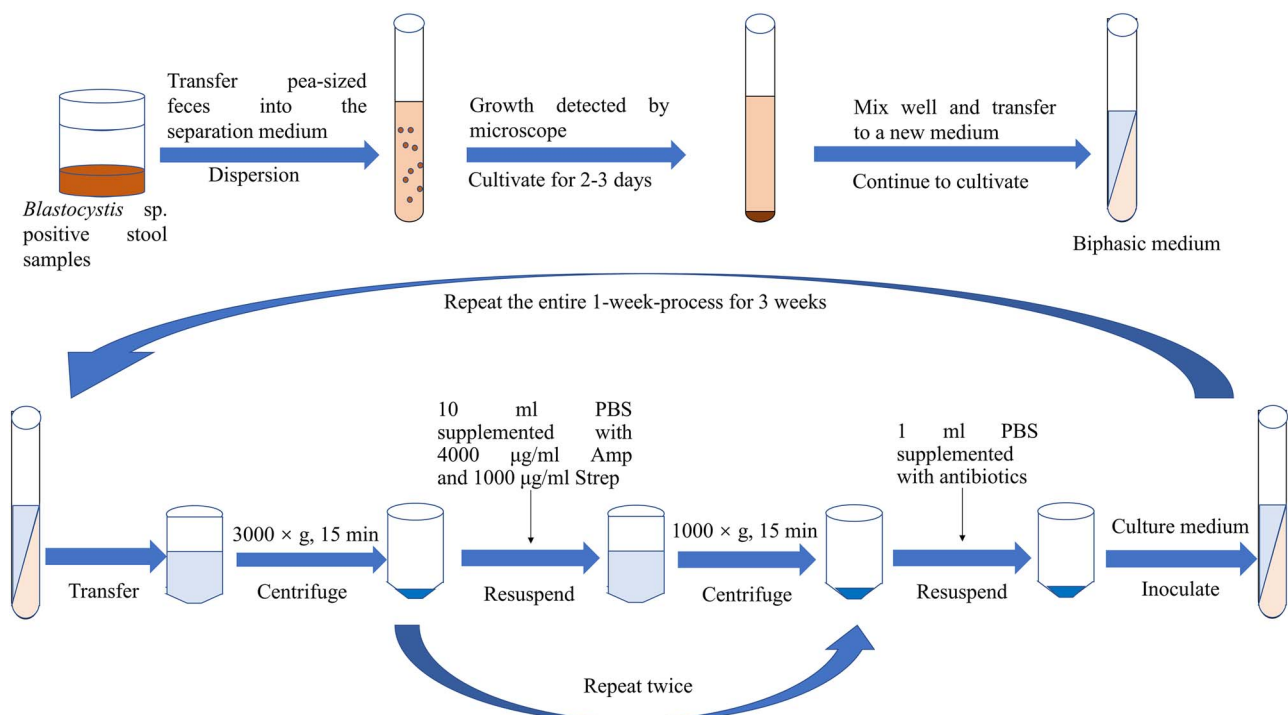 Transfer pea-sized
feces into the
separation medium
Dispersion
Growth detected by
microscope
Cultivate for 2-3 days
Mix well and transfer
to a new medium
Continue to cultivate
Blastocystis sp.
positive stool
samples
Biphasic medium
Repeat the entire 1-week-process for 3 weeks
10 ml PBS
supplemented with
4000 μg/ml Amp
and 1000 μg/ml Strep
1 ml PBS
supplemented
with antibiotics
Transfer
3000 × g, 15 min
Centrifuge
Resuspend
1000 × g, 15 min
Centrifuge
Resuspend
Culture medium
Inoculate
Repeat twice